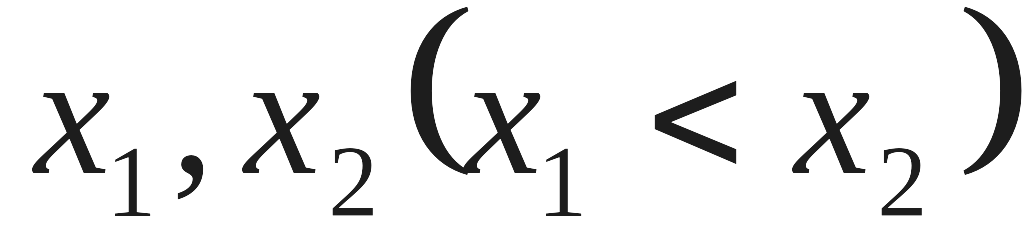 x₁, x₂ (x₁ < x₂)